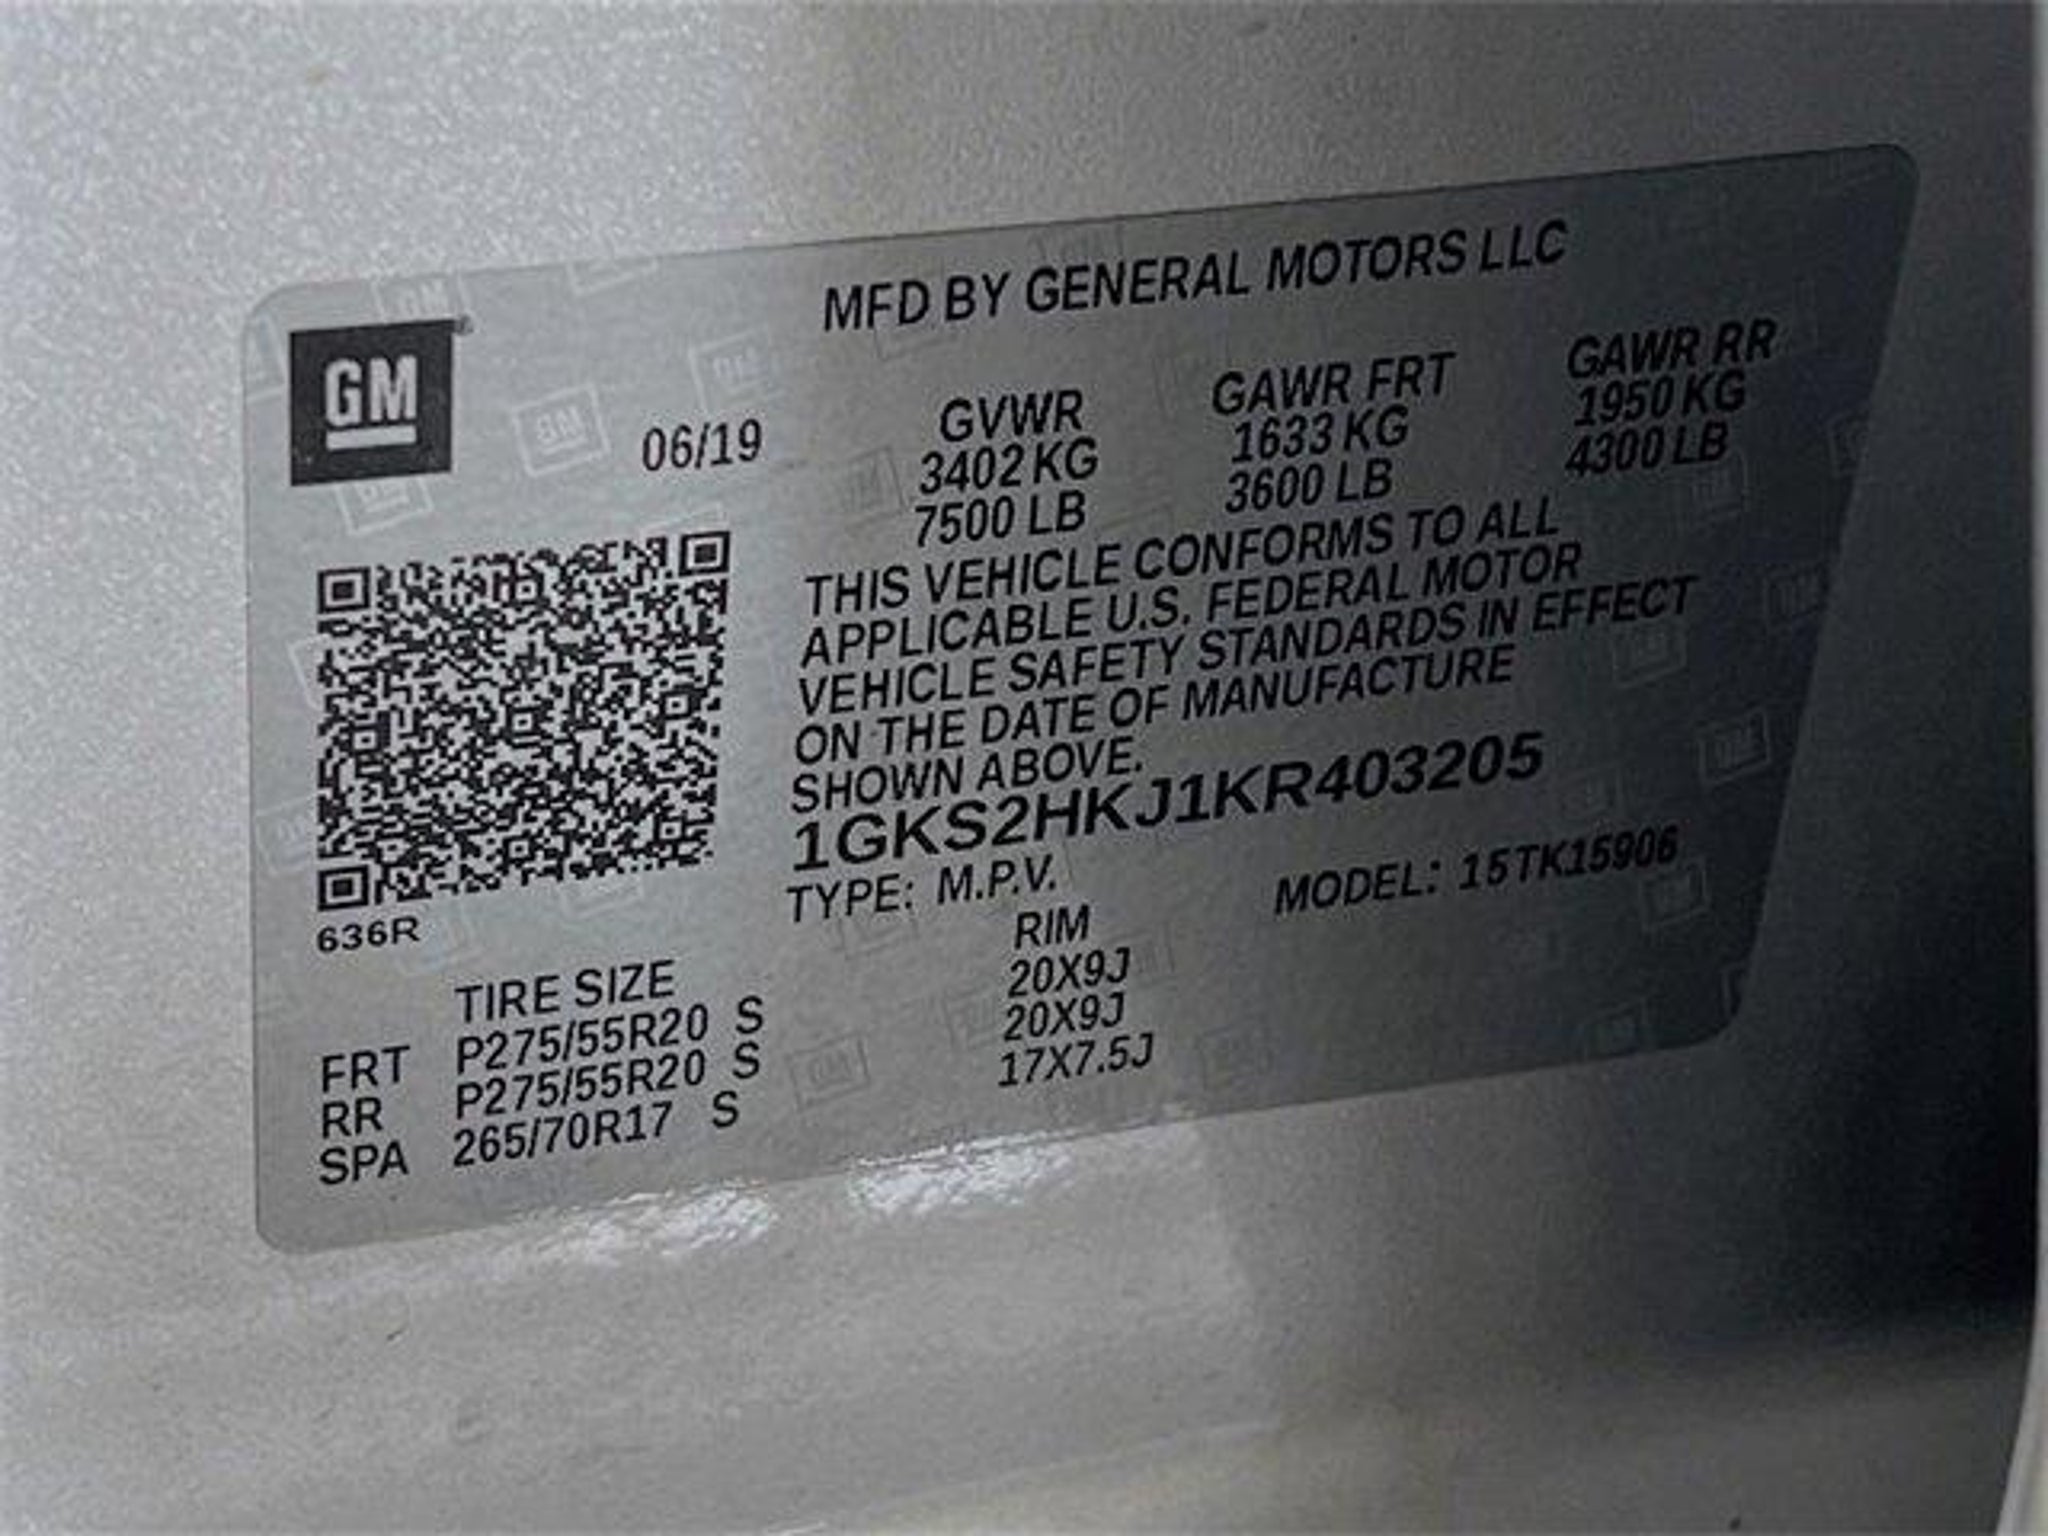 MFD BY GENERAL MOTORS LLC
GM
06/19
GVWR GAWR FRT GAWR RR
3402 KG 1633 KG 1950 KG
7500 LB 3600 LB 4300 LB
THIS VEHICLE CONFORMS TO ALL
APPLICABLE U.S. FEDERAL MOTOR
VEHICLE SAFETY STANDARDS IN EFFECT
ON THE DATE OF MANUFACTURE
SHOWN ABOVE.
1GKS2HKJ1KR403205
TYPE: M.P.V. MODEL: 15TK15906
636R
TIRE SIZE RIM
FRT P275/55R20 S 20X9J
RR P275/55R20 S 20X9J
SPA 265/70R17 S 17X7.5J